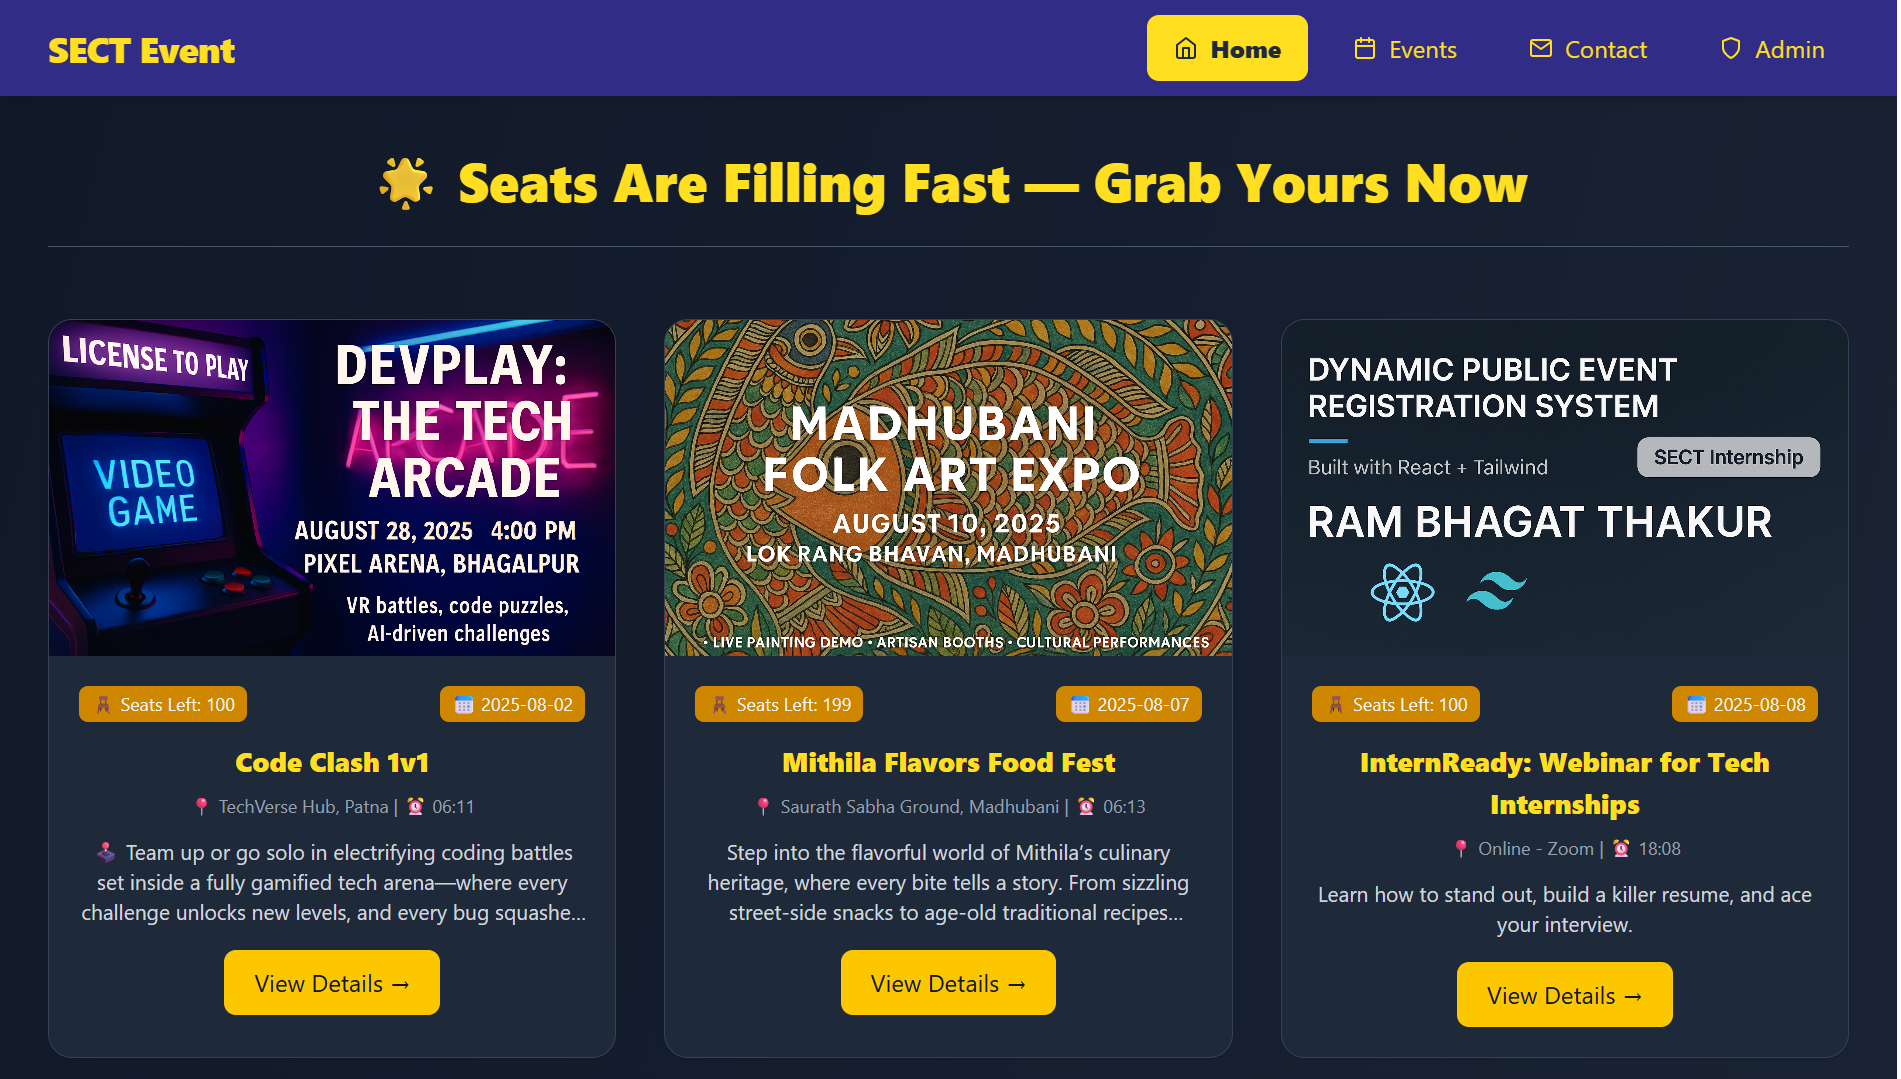 SECT Event
Home
Events
Contact
Admin
🌟 Seats Are Filling Fast — Grab Yours Now
LICENSE TO PLAY
VIDEO
GAME
DEVPLAY:
THE TECH
ARCADE
ARCADE
AUGUST 28, 2025 4:00 PM
PIXEL ARENA, BHAGALPUR
VR battles, code puzzles,
AI-driven challenges
Seats Left: 100
2025-08-02
Code Clash 1v1
📍 TechVerse Hub, Patna | ⏰ 06:11
🕹️ Team up or go solo in electrifying coding battles
set inside a fully gamified tech arena—where every
challenge unlocks new levels, and every bug squashe...
View Details →
MADHUBANI
FOLK ART EXPO
AUGUST 10, 2025
LOK RANG BHAVAN, MADHUBANI
• LIVE PAINTING DEMO • ARTISAN BOOTHS • CULTURAL PERFORMANCES
Seats Left: 199
2025-08-07
Mithila Flavors Food Fest
📍 Saurath Sabha Ground, Madhubani | ⏰ 06:13
Step into the flavorful world of Mithila’s culinary
heritage, where every bite tells a story. From sizzling
street-side snacks to age-old traditional recipes...
View Details →
DYNAMIC PUBLIC EVENT
REGISTRATION SYSTEM
Built with React + Tailwind
SECT Internship
RAM BHAGAT THAKUR
Seats Left: 100
2025-08-08
InternReady: Webinar for Tech
Internships
📍 Online - Zoom | ⏰ 18:08
Learn how to stand out, build a killer resume, and ace
your interview.
View Details →